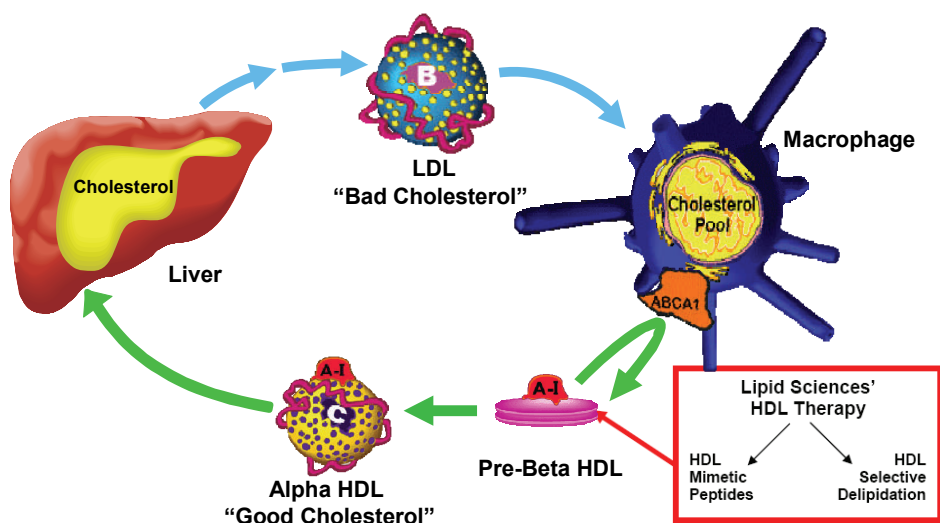 B
LDL
“Bad Cholesterol”
Macrophage
Cholesterol
Cholesterol
Pool
Liver
ABCA1
A-I
C
Alpha HDL
“Good Cholesterol”
A-I
Pre-Beta HDL
Lipid Sciences’
HDL Therapy
HDL
Mimetic
Peptides
HDL
Selective
Delipidation